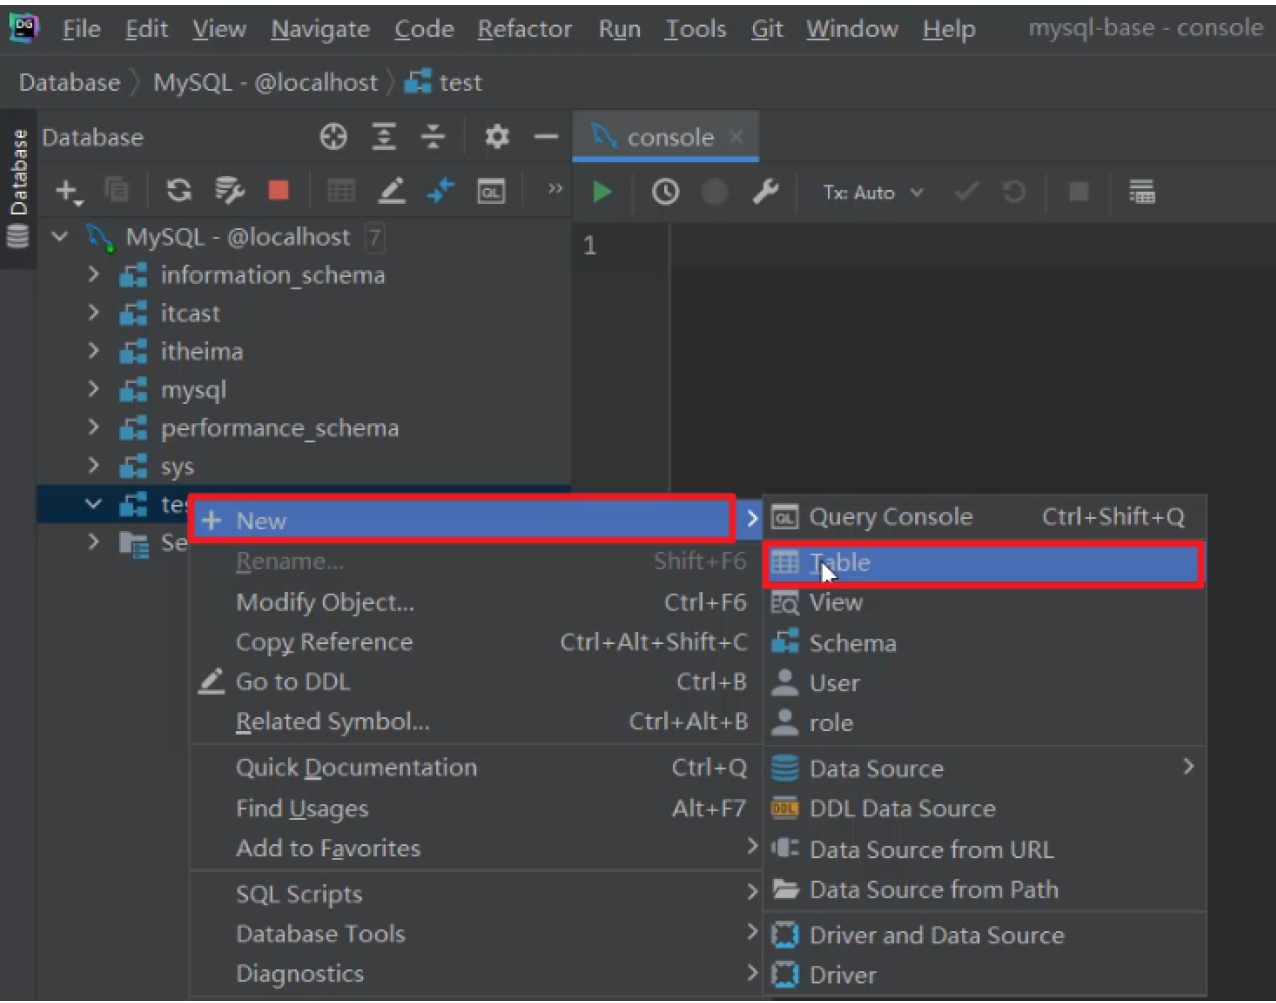 DG File Edit View Navigate Code Refactor Run Tools Git Window Help mysql-base - console
Database MySQL - @localhost test
Database
Database
console
QL
Tx: Auto
MySQL - @localhost 7
1
information_schema
itcast
itheima
mysql
performance_schema
sys
tes
Se
New
Rename... Shift+F6
Modify Object... Ctrl+F6
Copy Reference Ctrl+Alt+Shift+C
Go to DDL Ctrl+B
Related Symbol... Ctrl+Alt+B
Quick Documentation Ctrl+Q
Find Usages Alt+F7
Add to Favorites
SQL Scripts
Database Tools
Diagnostics
QL Query Console Ctrl+Shift+Q
Table
View
Schema
User
role
Data Source
DDL DDL Data Source
Data Source from URL
Data Source from Path
Driver and Data Source
Driver